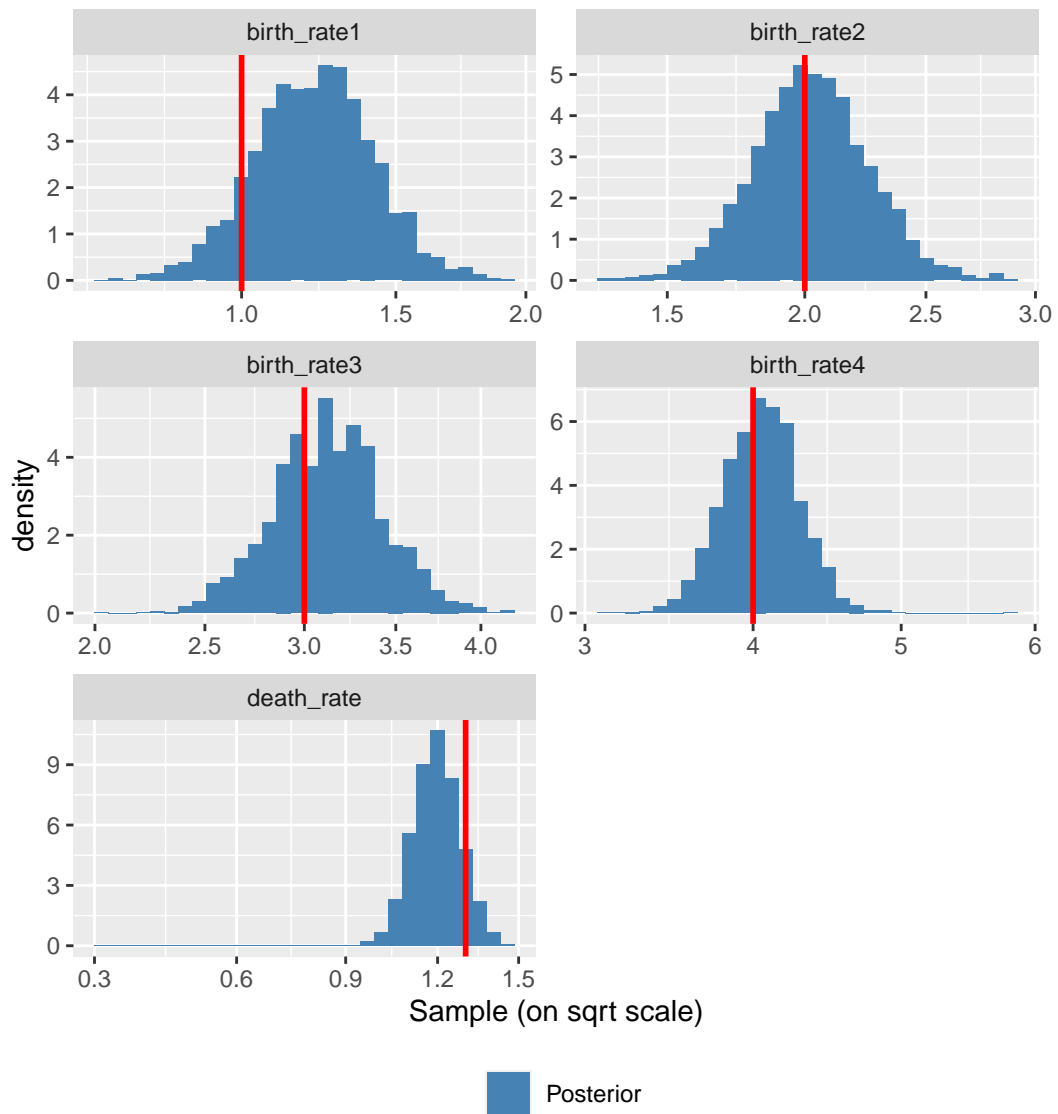 birth_rate1
birth_rate2
4
3
2
1
0
1.0 1.5 2.0
5
4
3
2
1
0
1.5 2.0 2.5 3.0
birth_rate3
birth_rate4
4
2
0
2.0 2.5 3.0 3.5 4.0
6
4
2
0
3 4 5 6
death_rate
9
6
3
0
0.3 0.6 0.9 1.2 1.5
density
Sample (on sqrt scale)
Posterior